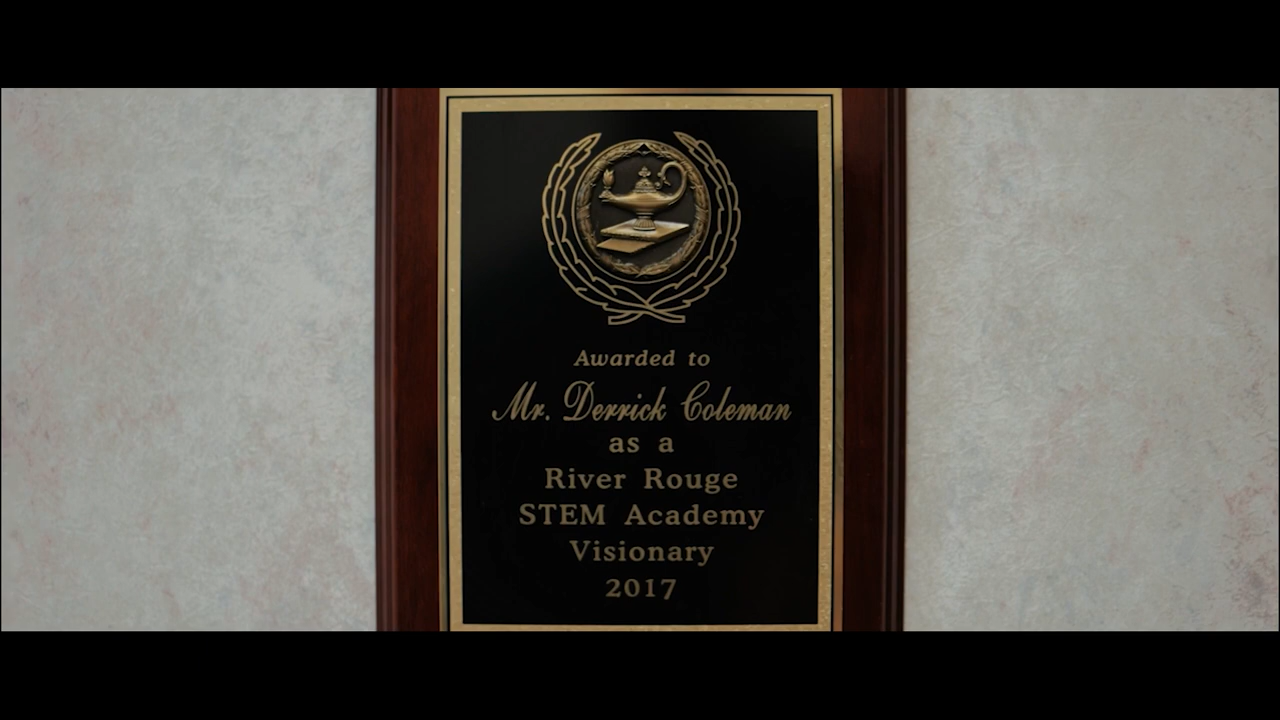 Awarded to
Mr. Derrick Coleman
as a
River Rouge
STEM Academy
Visionary
2017